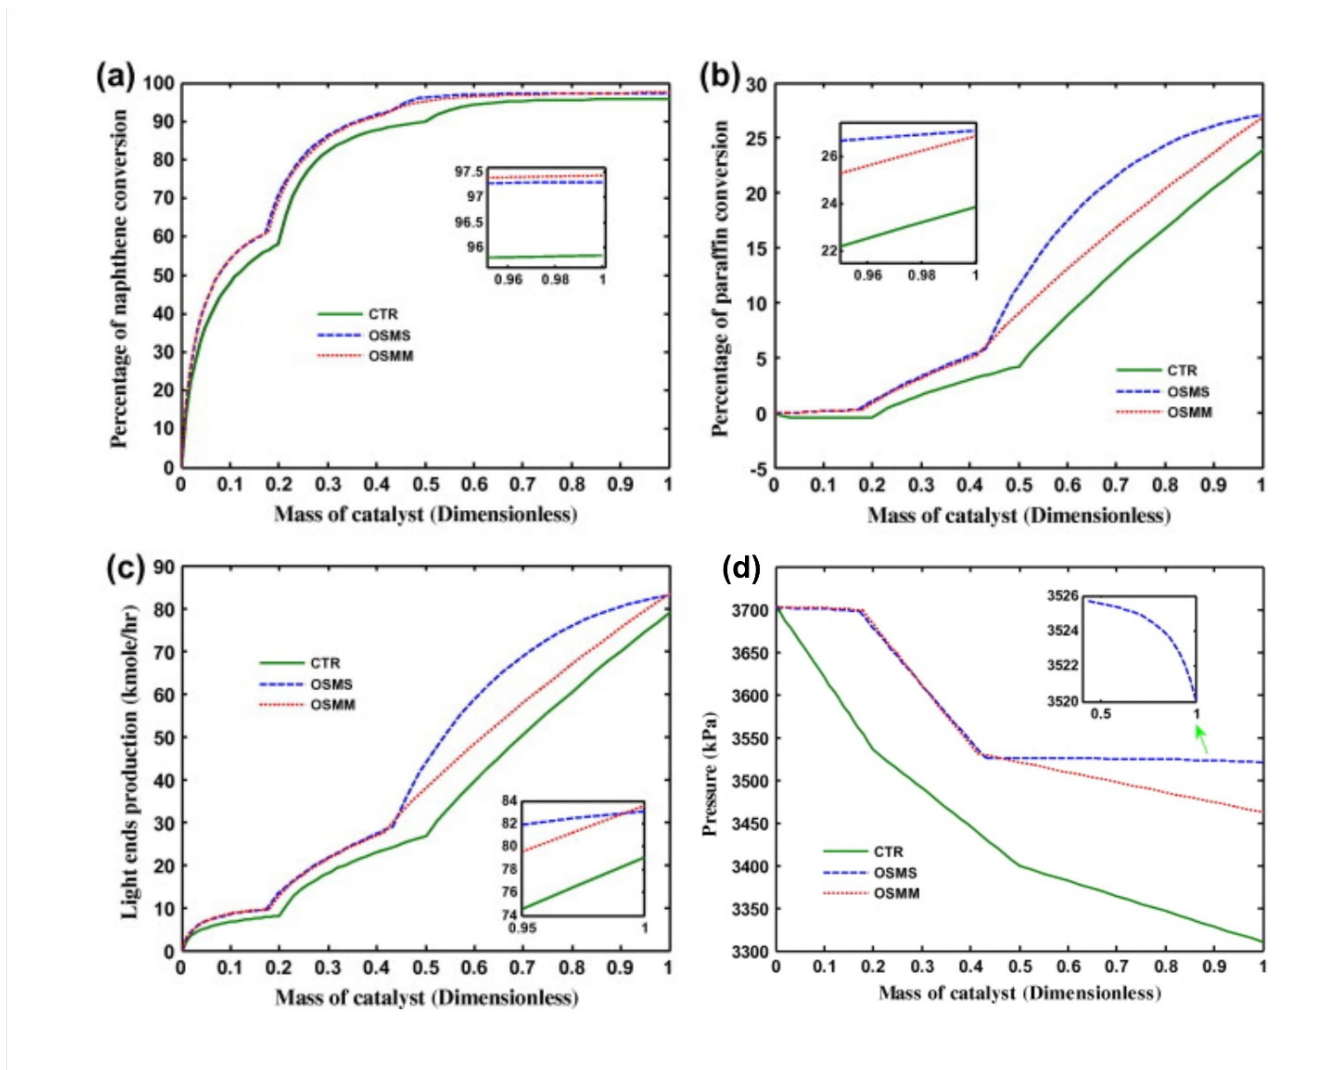 (a)
100
90
80
70
60
50
40
30
20
10
0
Percentage of naphthene conversion
97.5
97
96.5
96
0.96 0.98 1
CTR
OSMS
OSMM
0 0.1 0.2 0.3 0.4 0.5 0.6 0.7 0.8 0.9 1
Mass of catalyst (Dimensionless)
(b)
30
25
20
15
10
5
0
-5
Percentage of paraffin conversion
26
24
22
0.96 0.98 1
CTR
OSMS
OSMM
0 0.1 0.2 0.3 0.4 0.5 0.6 0.7 0.8 0.9 1
Mass of catalyst (Dimensionless)
(c)
90
80
70
60
50
40
30
20
10
0
Light ends production (kmole/hr)
CTR
OSMS
OSMM
84
82
80
78
76
74
0.95 1
0 0.1 0.2 0.3 0.4 0.5 0.6 0.7 0.8 0.9 1
Mass of catalyst (Dimensionless)
(d)
3700
3650
3600
3550
3500
3450
3400
3350
3300
Pressure (kPa)
3526
3524
3522
3520
0.5 1
CTR
OSMS
OSMM
0 0.1 0.2 0.3 0.4 0.5 0.6 0.7 0.8 0.9 1
Mass of catalyst (Dimensionless)